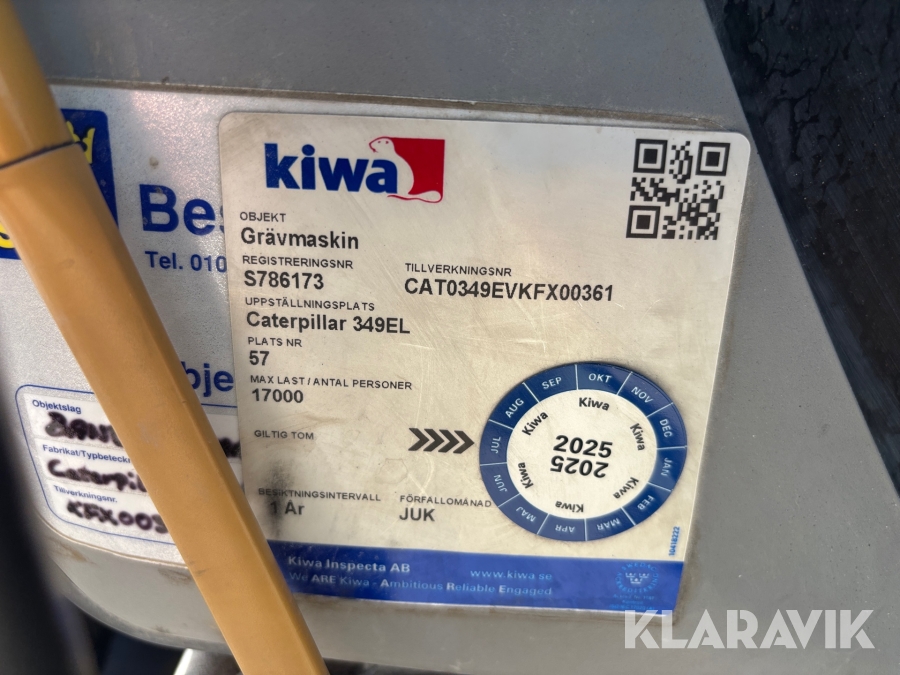 kiwa
OBJEKT
Grävmaskin
REGISTRERINGSNR
S786173
TILLVERKNINGSNR
CAT0349EVKFX00361
UPPSTÄLLNINGSPLATS
Caterpillar 349EL
PLATS NR
57
MAX LAST / ANTAL PERSONER
17000
GILTIG TOM
BESIKTNINGSINTERVALL
1 År
FÖRFALLOMÅNAD
JUK
JAN FEB MAR APR MAJ JUN JUL AUG SEP OKT NOV DEC
Kiwa Kiwa Kiwa Kiwa Kiwa Kiwa
2025
2025
Kiwa Inspecta AB
www.kiwa.se
We ARE Kiwa - Ambitious Reliable Engaged
Bes
Tel. 010
bje
Objektslag
Fabrikat/Typbeteckn
Caterpil
Tillverkningsnr.
KFX003
KLARAVIK